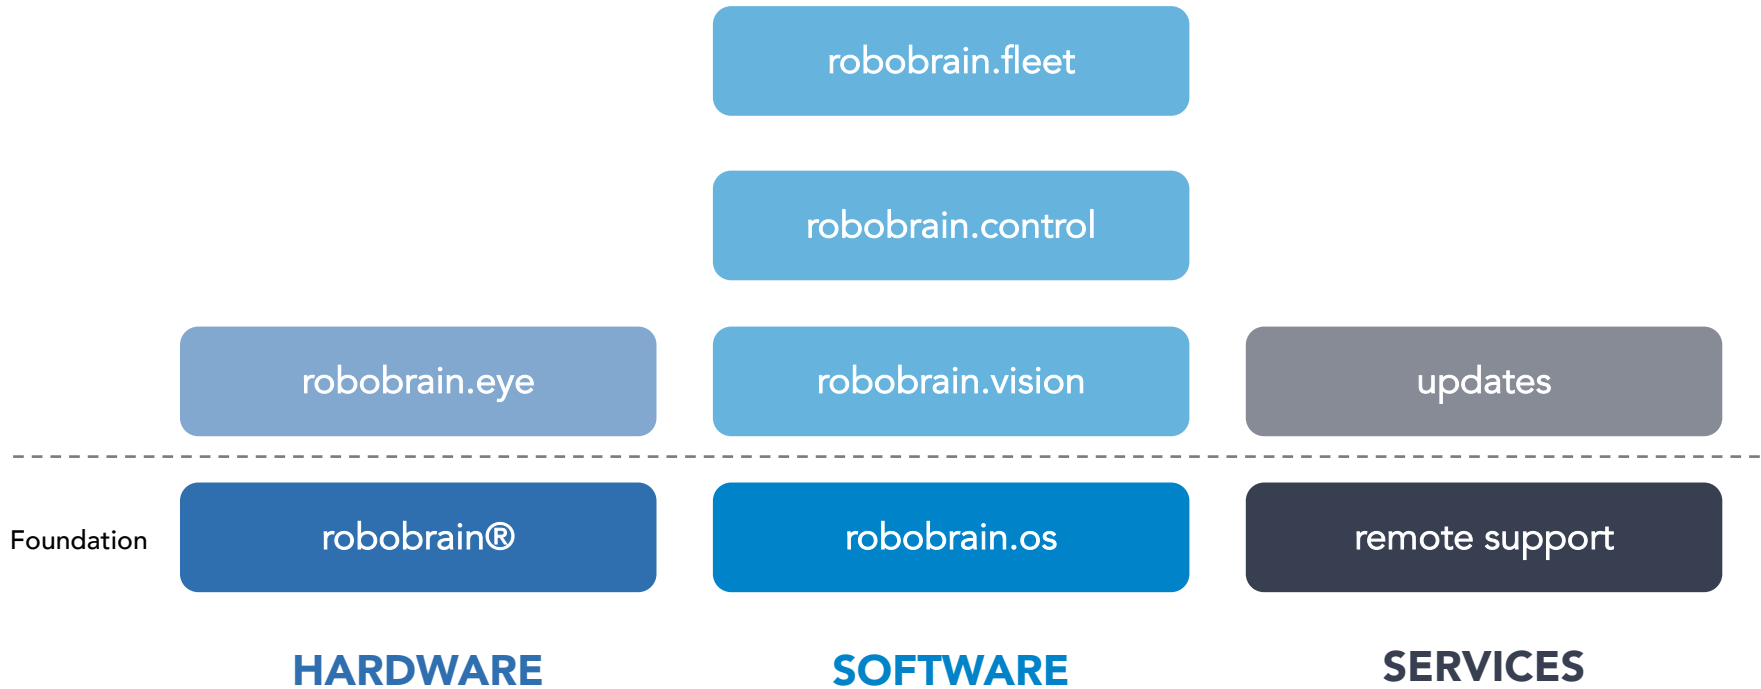 robobrain.fleet
robobrain.control
robobrain.eye
robobrain.vision
updates
Foundation
robobrain®
robobrain.os
remote support
HARDWARE
SOFTWARE
SERVICES